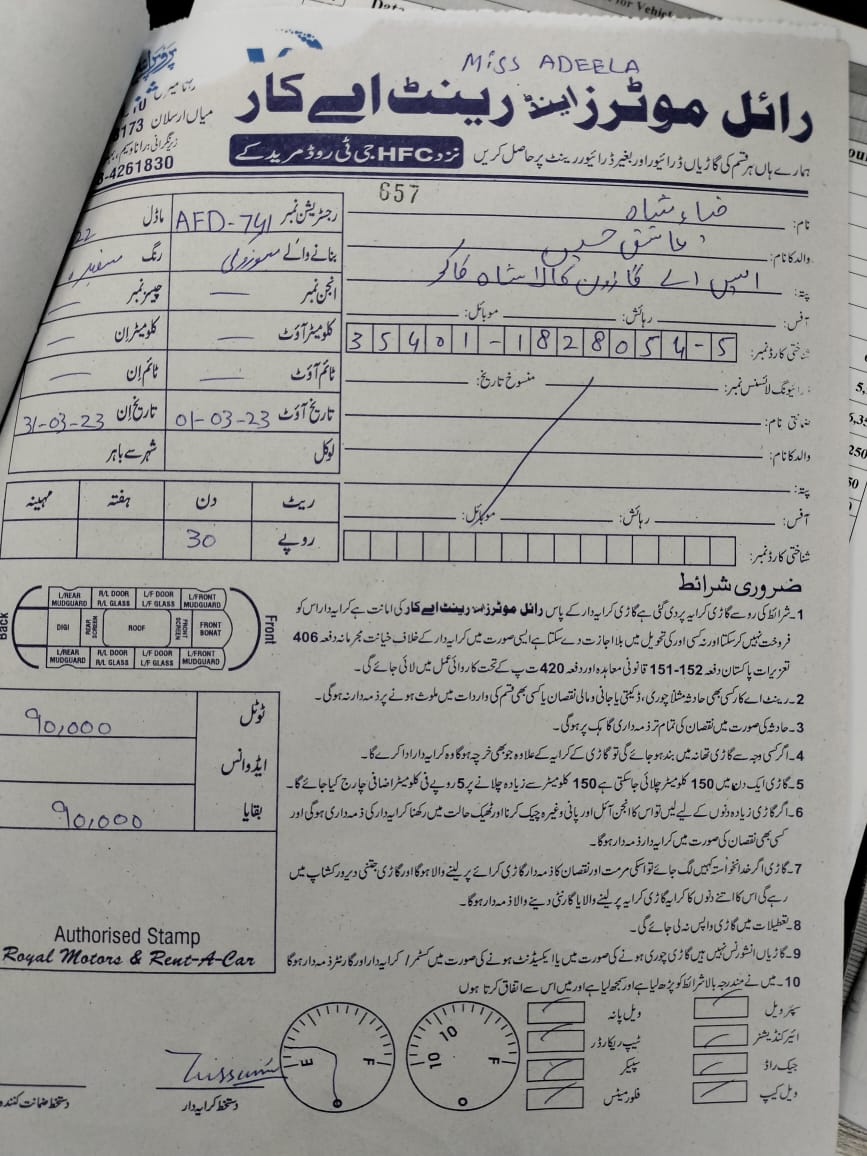 MISS ADEELA
رائل موٹرز اینڈ رینٹ اے کار
میاں ارسلان
ہمارے ہاں ہر قسم کی گاڑیاں ڈرائیور اور بغیر ڈرائیور رینٹ پر حاصل کریں
نزد HFC جی ٹی روڈ مرید کے
4261830
657
نام: ضیاء شاہ
والد کا نام: عاشق حسین
پتہ: ایس اے گارڈن کالا شاہ کاکو
آفس: رہائش: موبائل:
شناختی کارڈ نمبر: 35401-1828054-5
ڈرائیونگ لائسنس نمبر: منسوخ تاریخ:
ضمانتی نام:
والد کا نام:
پتہ:
آفس: رہائش: موبائل:
شناختی کارڈ نمبر:
رجسٹریشن نمبر AFD-741 ماڈل 22
بنانے والے سوزوکی رنگ سفید
انجن نمبر — چیسز نمبر —
کلومیٹر آؤٹ — کلومیٹر ان —
ٹائم آؤٹ — ٹائم ان —
تاریخ آؤٹ 01-03-23 تاریخ ان 31-03-23
لوکل شہر سے باہر
ریٹ دن ہفتہ مہینہ
روپے 30
ضروری شرائط
1- شرائط کی رو سے گاڑی کرایہ پر دی گئی ہے گاڑی کرایہ دار کے پاس رائل موٹرز اینڈ رینٹ اے کار کی امانت ہے کرایہ دار اس کو
فروخت نہیں کر سکتا اور نہ کسی اور کی تحویل میں بلا اجازت دے سکتا ہے ایسی صورت میں کرایہ دار کے خلاف خیانت مجرمانہ دفعہ 406
تعزیرات پاکستان دفعہ 152-151 قانونی معاہدہ اور دفعہ 420 ت پ کے تحت کاروائی عمل میں لائی جائے گی۔
2- رینٹ اے کار کسی بھی حادثہ مثلاً چوری، ڈکیتی یا جانی و مالی نقصان یا کسی بھی قسم کی واردات میں ملوث ہونے پر ذمہ دار نہ ہوگی۔
3- حادثہ کی صورت میں نقصان کی تمام تر ذمہ داری گاہک پر ہوگی۔
4- اگر کسی وجہ سے گاڑی تھانہ میں بند ہو جائے گی تو گاڑی کے کرایہ کے علاوہ جو بھی خرچہ ہوگا وہ کرایہ دار ادا کرے گا۔
5- گاڑی ایک دن میں 150 کلومیٹر چلائی جاسکتی ہے 150 کلومیٹر سے زیادہ چلانے پر 5 روپے فی کلومیٹر اضافی چارج کیا جائے گا۔
6- اگر گاڑی زیادہ دنوں کے لیے لیں تو اس کا انجن آئل اور پانی وغیرہ چیک کرنا اور ٹھیک حالت میں رکھنا کرایہ دار کی ذمہ داری ہوگی اور
کسی بھی نقصان کی صورت میں کرایہ دار ذمہ دار ہوگا۔
7- گاڑی اگر خدانخواستہ کہیں لگ جائے تو اسکی مرمت اور نقصان کا ذمہ دار گاڑی کرائے پر لینے والا ہوگا اور گاڑی جتنی دیر ورکشاپ میں
رہے گی اس کا اتنے دنوں کا کرایہ گاڑی کرایہ پر لینے والا یا گارنٹی دینے والا ذمہ دار ہوگا۔
8- تعطیلات میں گاڑی واپس نہ لی جائے گی۔
9- گاڑیاں انشورنس نہیں ہیں گاڑی چوری ہونے کی صورت میں یا ایکسیڈنٹ ہونے کی صورت میں کسٹمر / کرایہ دار اور گارنٹر ذمہ دار ہوگا
10- میں نے مندرجہ بالا شرائط کو پڑھ لیا ہے اور سمجھ لیا ہے اور میں اس سے اتفاق کرتا ہوں
L/REAR MUDGUARD R/L DOOR R/L GLASS L/F DOOR L/F GLASS L/FRONT MUDGUARD
Back DIGI ROOF FRONT SCREEN FRONT BONAT Front
L/REAR MUDGUARD R/L DOOR R/L GLASS L/F DOOR L/F GLASS L/FRONT MUDGUARD
ٹوٹل 90,000
ایڈوانس
بقایا 90,000
Authorised Stamp
Royal Motors & Rent-A-Car
سپئر ویل ویل پانہ
ائیر کنڈیشنر ٹیپ ریکارڈر
جیک راڈ سپیکر
ویل کیپ فلور میٹس
E F
10 10 F 0
دستخط کرایہ دار
دستخط ضمانت کنندہ